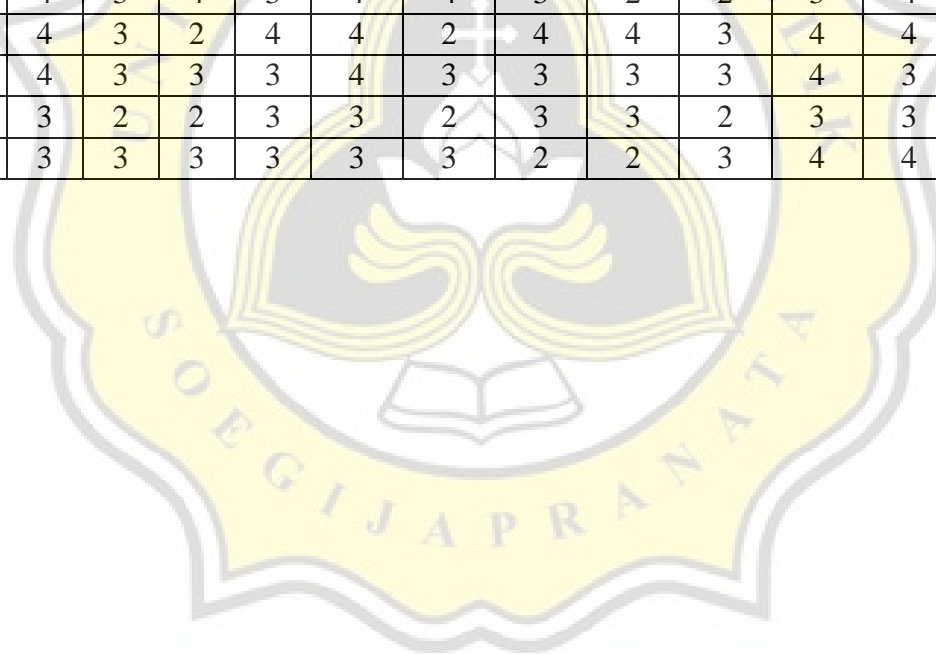 4 3 2 4 4 2 4 4 3 4 4
4 3 3 3 4 3 3 3 3 4 3
3 2 2 3 3 2 3 3 2 3 3
3 3 3 3 3 3 2 2 3 4 4
UNI LIK
SOEGIJAPRANATA